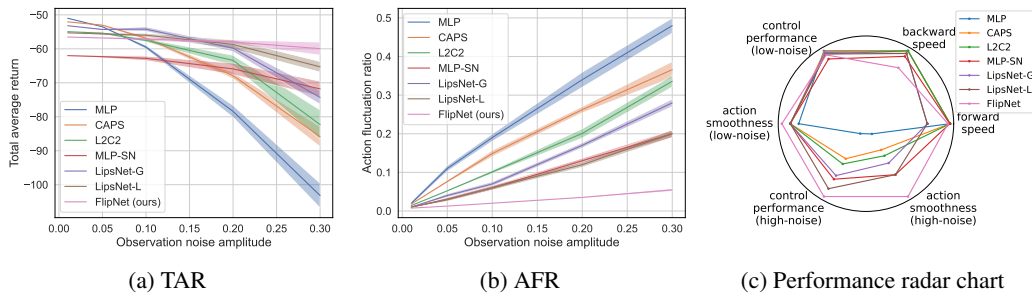 −50
−60
−70
−80
−90
−100
Total average return
MLP
CAPS
L2C2
MLP-SN
LipsNet-G
LipsNet-L
FlipNet (ours)
0.00 0.05 0.10 0.15 0.20 0.25 0.30
Observation noise amplitude
(a) TAR
0.5
0.4
0.3
0.2
0.1
0.0
Action fluctuation ratio
MLP
CAPS
L2C2
MLP-SN
LipsNet-G
LipsNet-L
FlipNet (ours)
0.00 0.05 0.10 0.15 0.20 0.25 0.30
Observation noise amplitude
(b) AFR
control
performance
(low-noise)
backward
speed
action
smoothness
(low-noise)
forward
speed
control
performance
(high-noise)
action
smoothness
(high-noise)
MLP
CAPS
L2C2
MLP-SN
LipsNet-G
LipsNet-L
FlipNet
(c) Performance radar chart